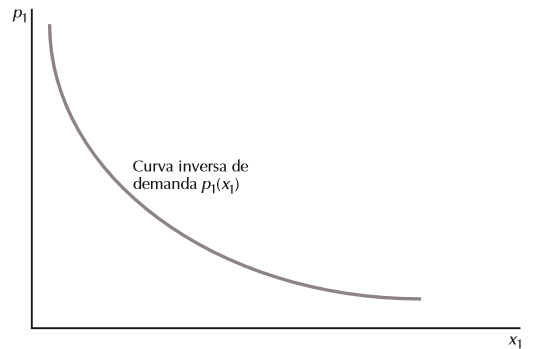 p₁
Curva inversa de
demanda p₁(x₁)
x₁